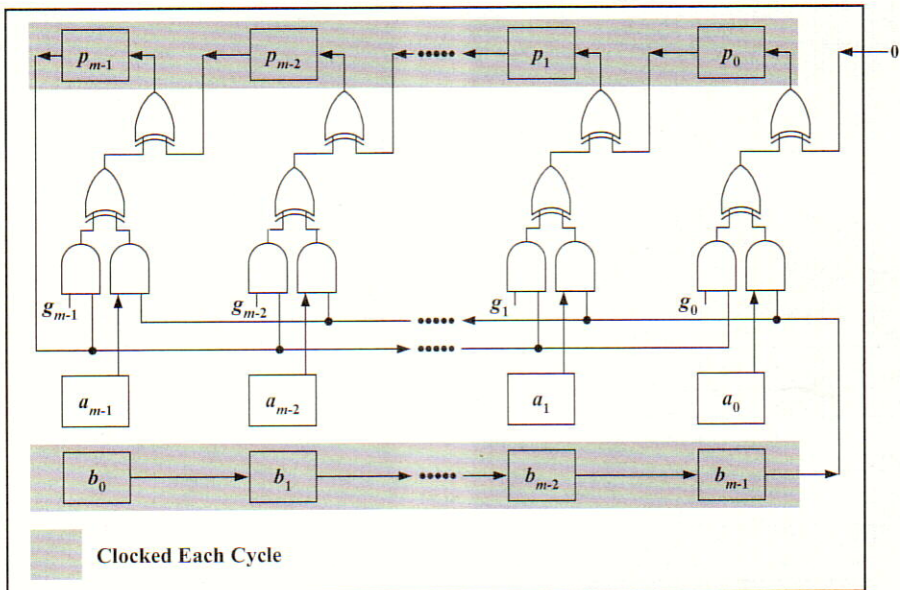 p_{m-1} p_{m-2} p_1 p_0 0
g_{m-1} g_{m-2} g_1 g_0
a_{m-1} a_{m-2} a_1 a_0
b_0 b_1 b_{m-2} b_{m-1}
Clocked Each Cycle